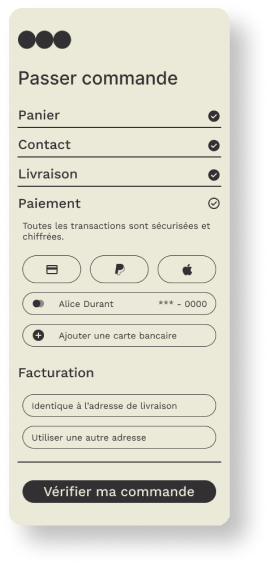 Passer commande
Panier
Contact
Livraison
Paiement
Toutes les transactions sont sécurisées et
chiffrées.
Alice Durant *** - 0000
Ajouter une carte bancaire
Facturation
Identique à l'adresse de livraison
Utiliser une autre adresse
Vérifier ma commande